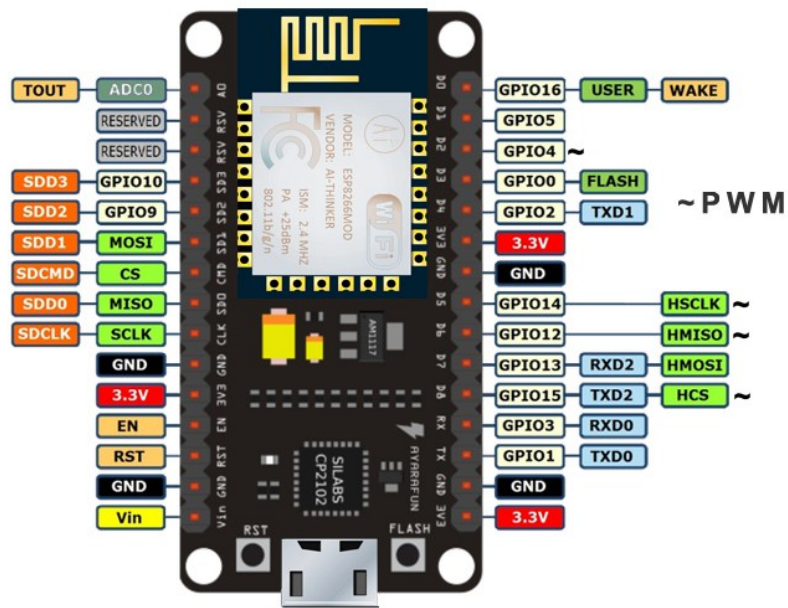 TOUT ADC0 A0 D0 GPIO16 USER WAKE
RESERVED RSV D1 GPIO5
RESERVED RSV D2 GPIO4 ~
SDD3 GPIO10 SD3 D3 GPIO0 FLASH
SDD2 GPIO9 SD2 D4 GPIO2 TXD1
~PWM
SDD1 MOSI SD1 3V3 3.3V
SDCMD CS CMD GND GND
SDD0 MISO SDO D5 GPIO14 HSCLK ~
SDCLK SCLK CLK D6 GPIO12 HMISO ~
GND GND D7 GPIO13 RXD2 HMOSI
3.3V 3V3 D8 GPIO15 TXD2 HCS ~
EN EN RX GPIO3 RXD0
RST RST TX GPIO1 TXD0
GND GND GND GND
Vin Vin 3V3 3.3V
Ai
MODEL: ESP8266MOD
VENDOR: AI-THINKER
WiFi
FC
ISM: 2.4 MHZ
PA +25dBm
802.11b/g/n
AM1117
SILABS
CP2102
AYARAFUN
RST FLASH